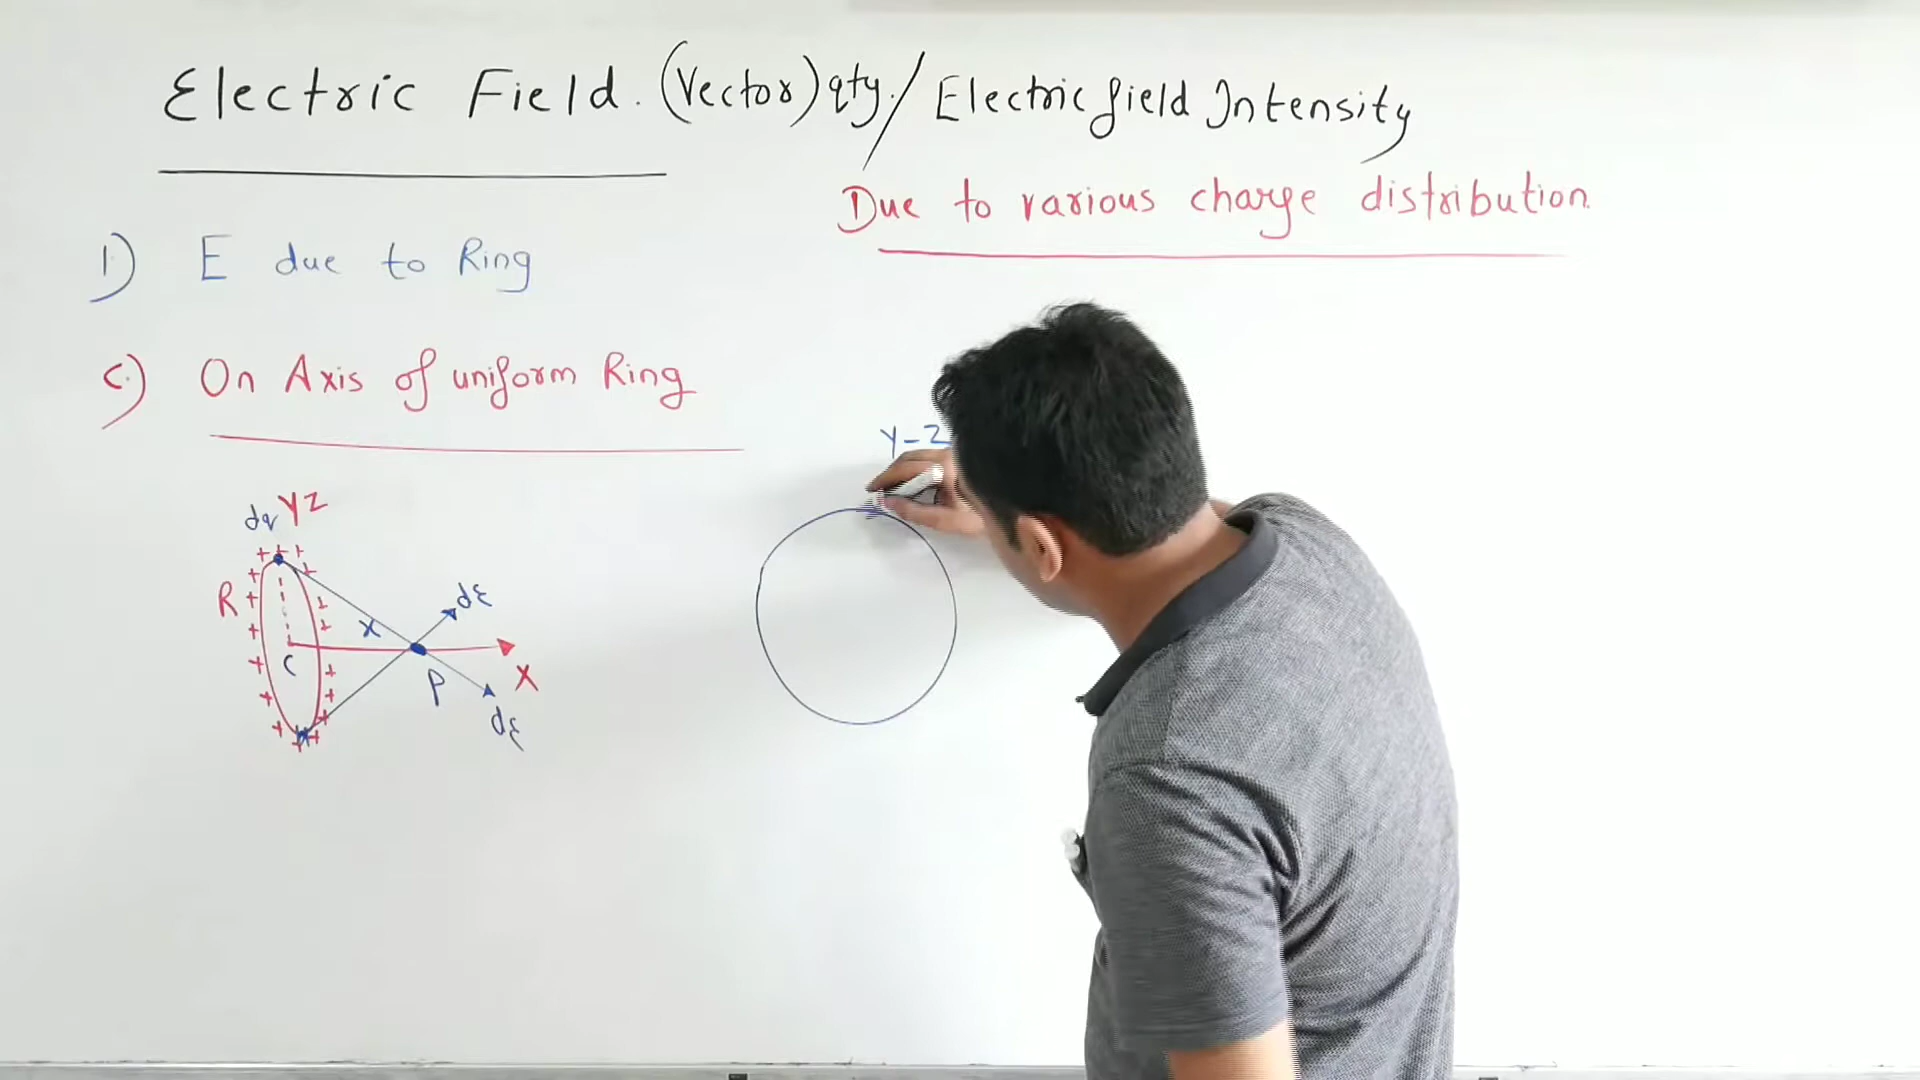 Electric Field. (Vector) qty. / Electric field Intensity
Due to various charge distribution.
1) E due to Ring
C) On Axis of uniform Ring
Y-Z
dq YZ
R
x
dE
C
P
X
dE